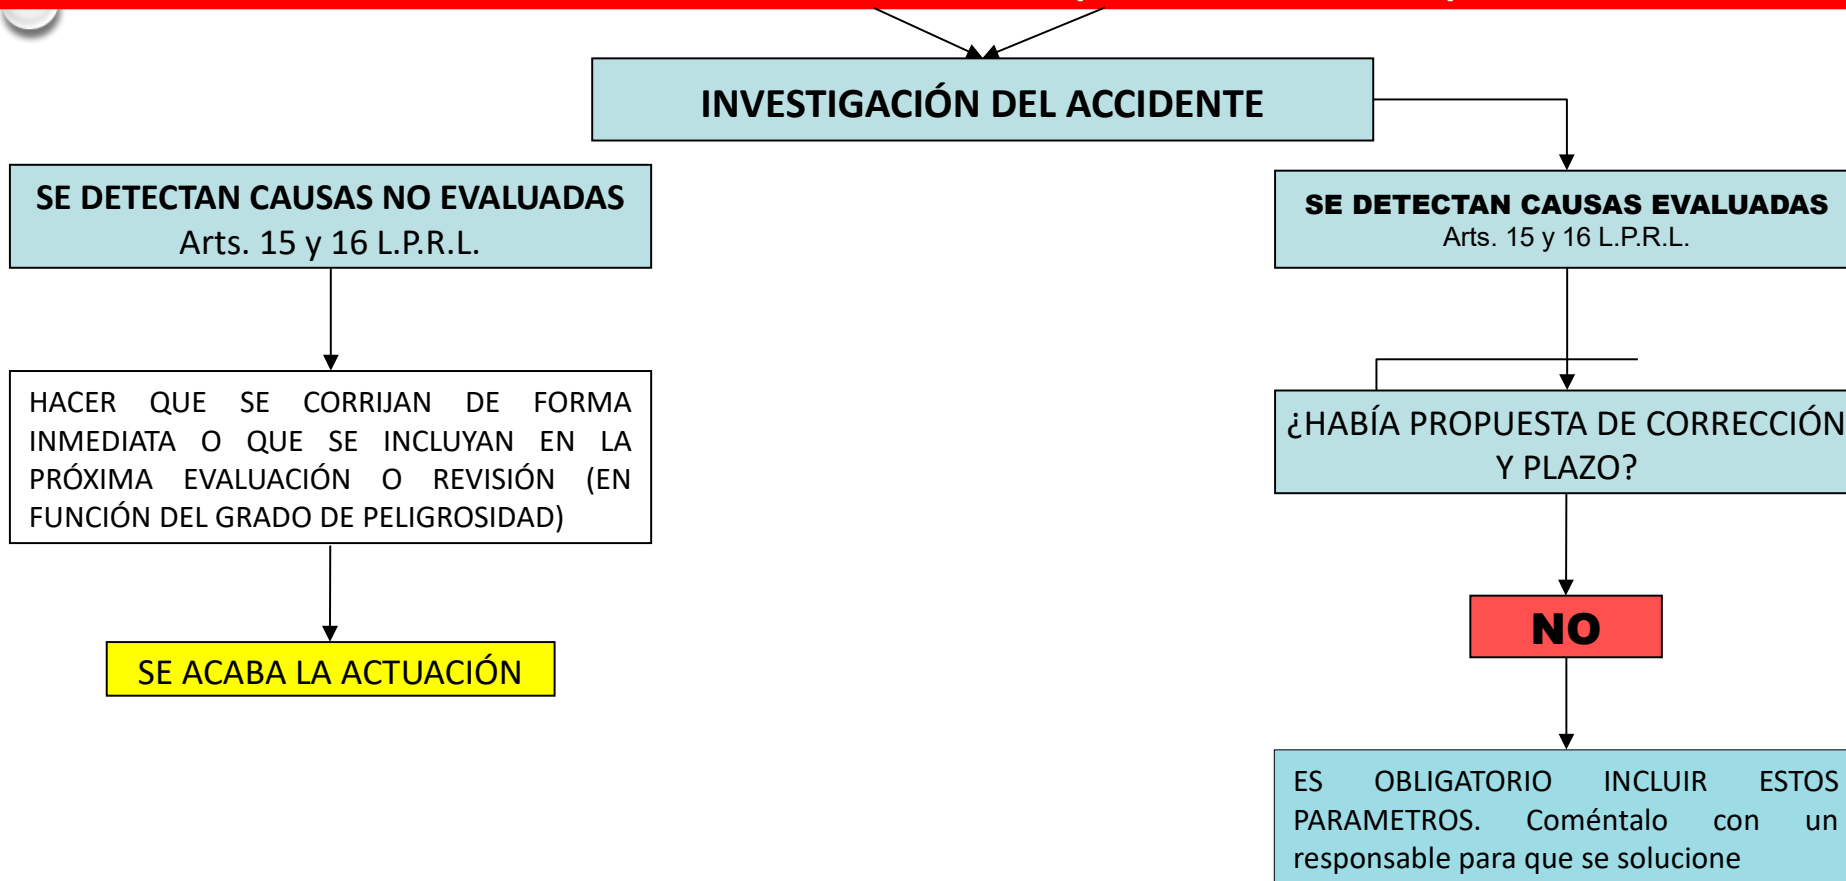 INVESTIGACIÓN DEL ACCIDENTE
SE DETECTAN CAUSAS NO EVALUADAS
Arts. 15 y 16 L.P.R.L.
HACER QUE SE CORRIJAN DE FORMA
INMEDIATA O QUE SE INCLUYAN EN LA
PRÓXIMA EVALUACIÓN O REVISIÓN (EN
FUNCIÓN DEL GRADO DE PELIGROSIDAD)
SE ACABA LA ACTUACIÓN
SE DETECTAN CAUSAS EVALUADAS
Arts. 15 y 16 L.P.R.L.
¿HABÍA PROPUESTA DE CORRECCIÓN
Y PLAZO?
NO
ES OBLIGATORIO INCLUIR ESTOS
PARAMETROS. Coméntalo con un
responsable para que se solucione